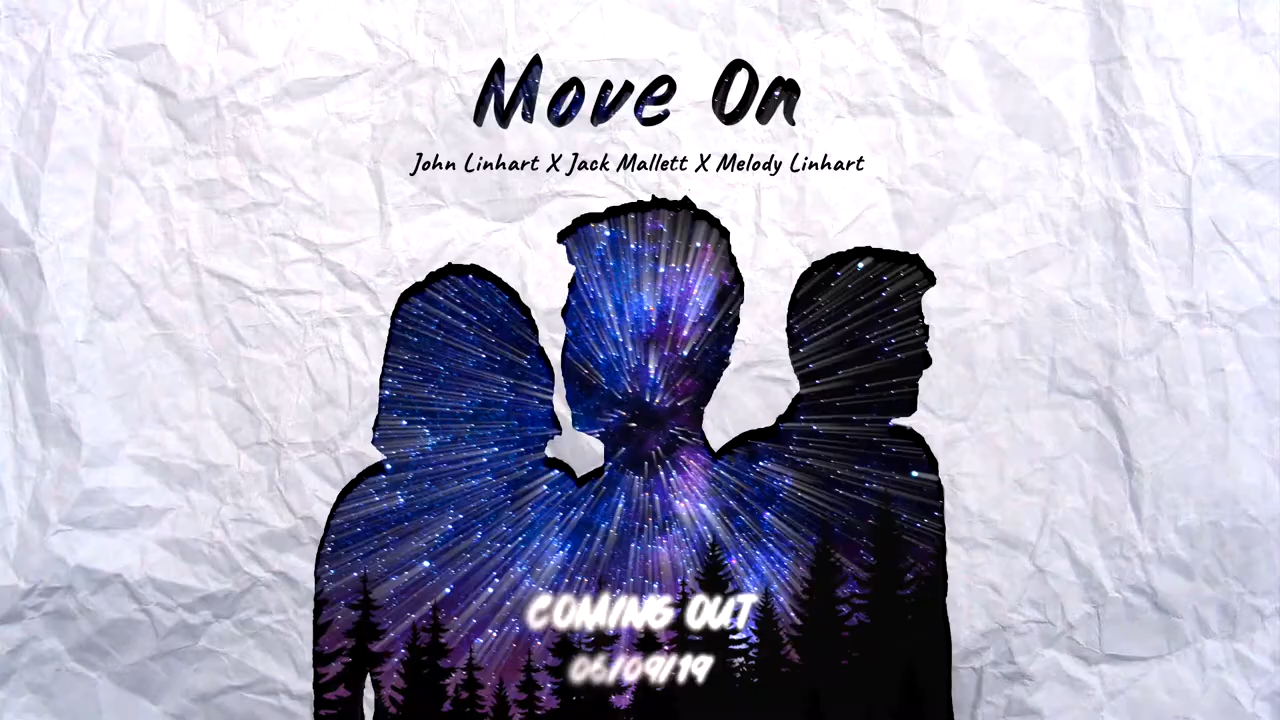 Move On
John Linhart X Jack Mallett X Melody Linhart
COMING OUT
06/09/19